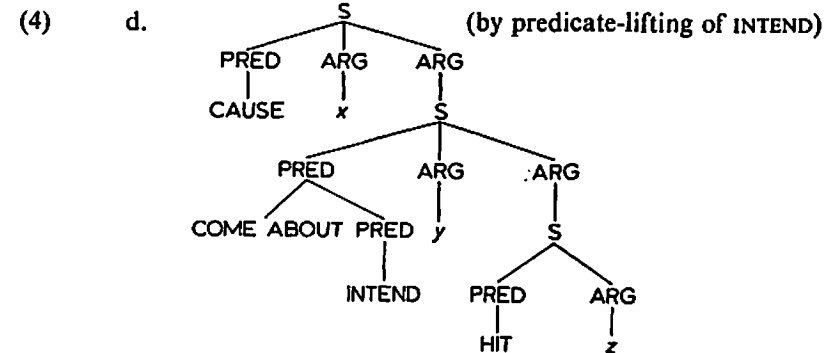 (4) d. S (by predicate-lifting of INTEND)
PRED ARG ARG
CAUSE x S
PRED ARG ARG
COME ABOUT PRED y S
INTEND PRED ARG
HIT z